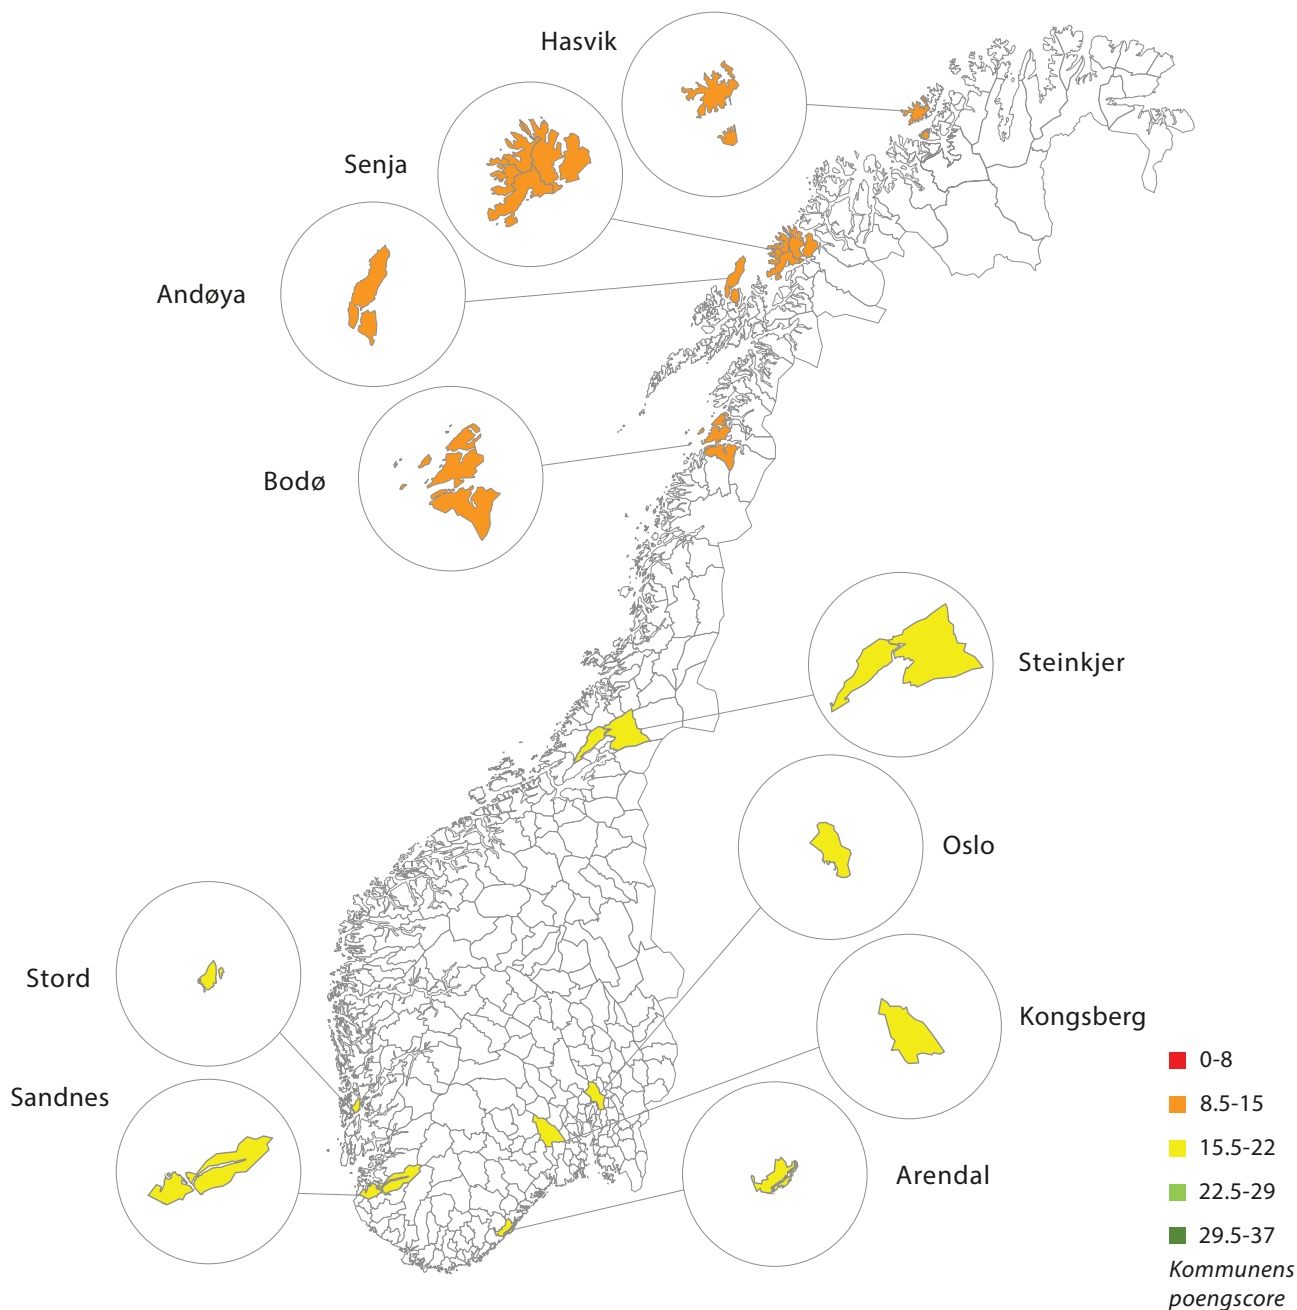 Hasvik
Senja
Andøya
Bodø
Steinkjer
Oslo
Stord
Kongsberg
Sandnes
Arendal
0-8
8.5-15
15.5-22
22.5-29
29.5-37
Kommunens
poengscore